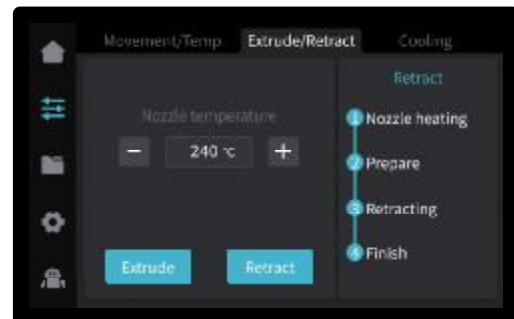 Movement/Temp. Extrude/Retract Cooling
Nozzle temperature
− 240 ℃ +
Extrude Retract
Retract
1 Nozzle heating
2 Prepare
3 Retracting
4 Finish